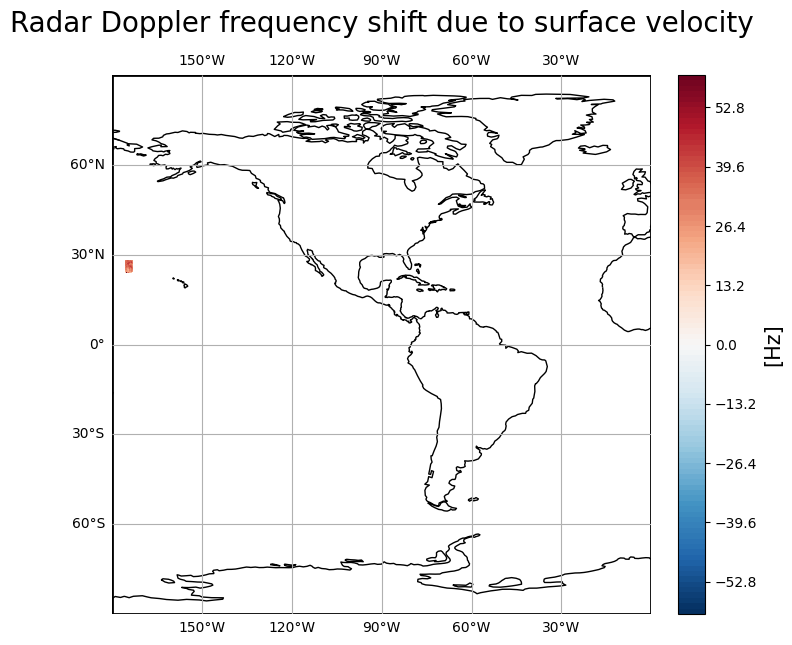 Radar Doppler frequency shift due to surface velocity
150°W 120°W 90°W 60°W 30°W
52.8
60°N
39.6
26.4
30°N
13.2
0°
0.0
[Hz]
−13.2
30°S
−26.4
60°S
−39.6
−52.8
150°W 120°W 90°W 60°W 30°W